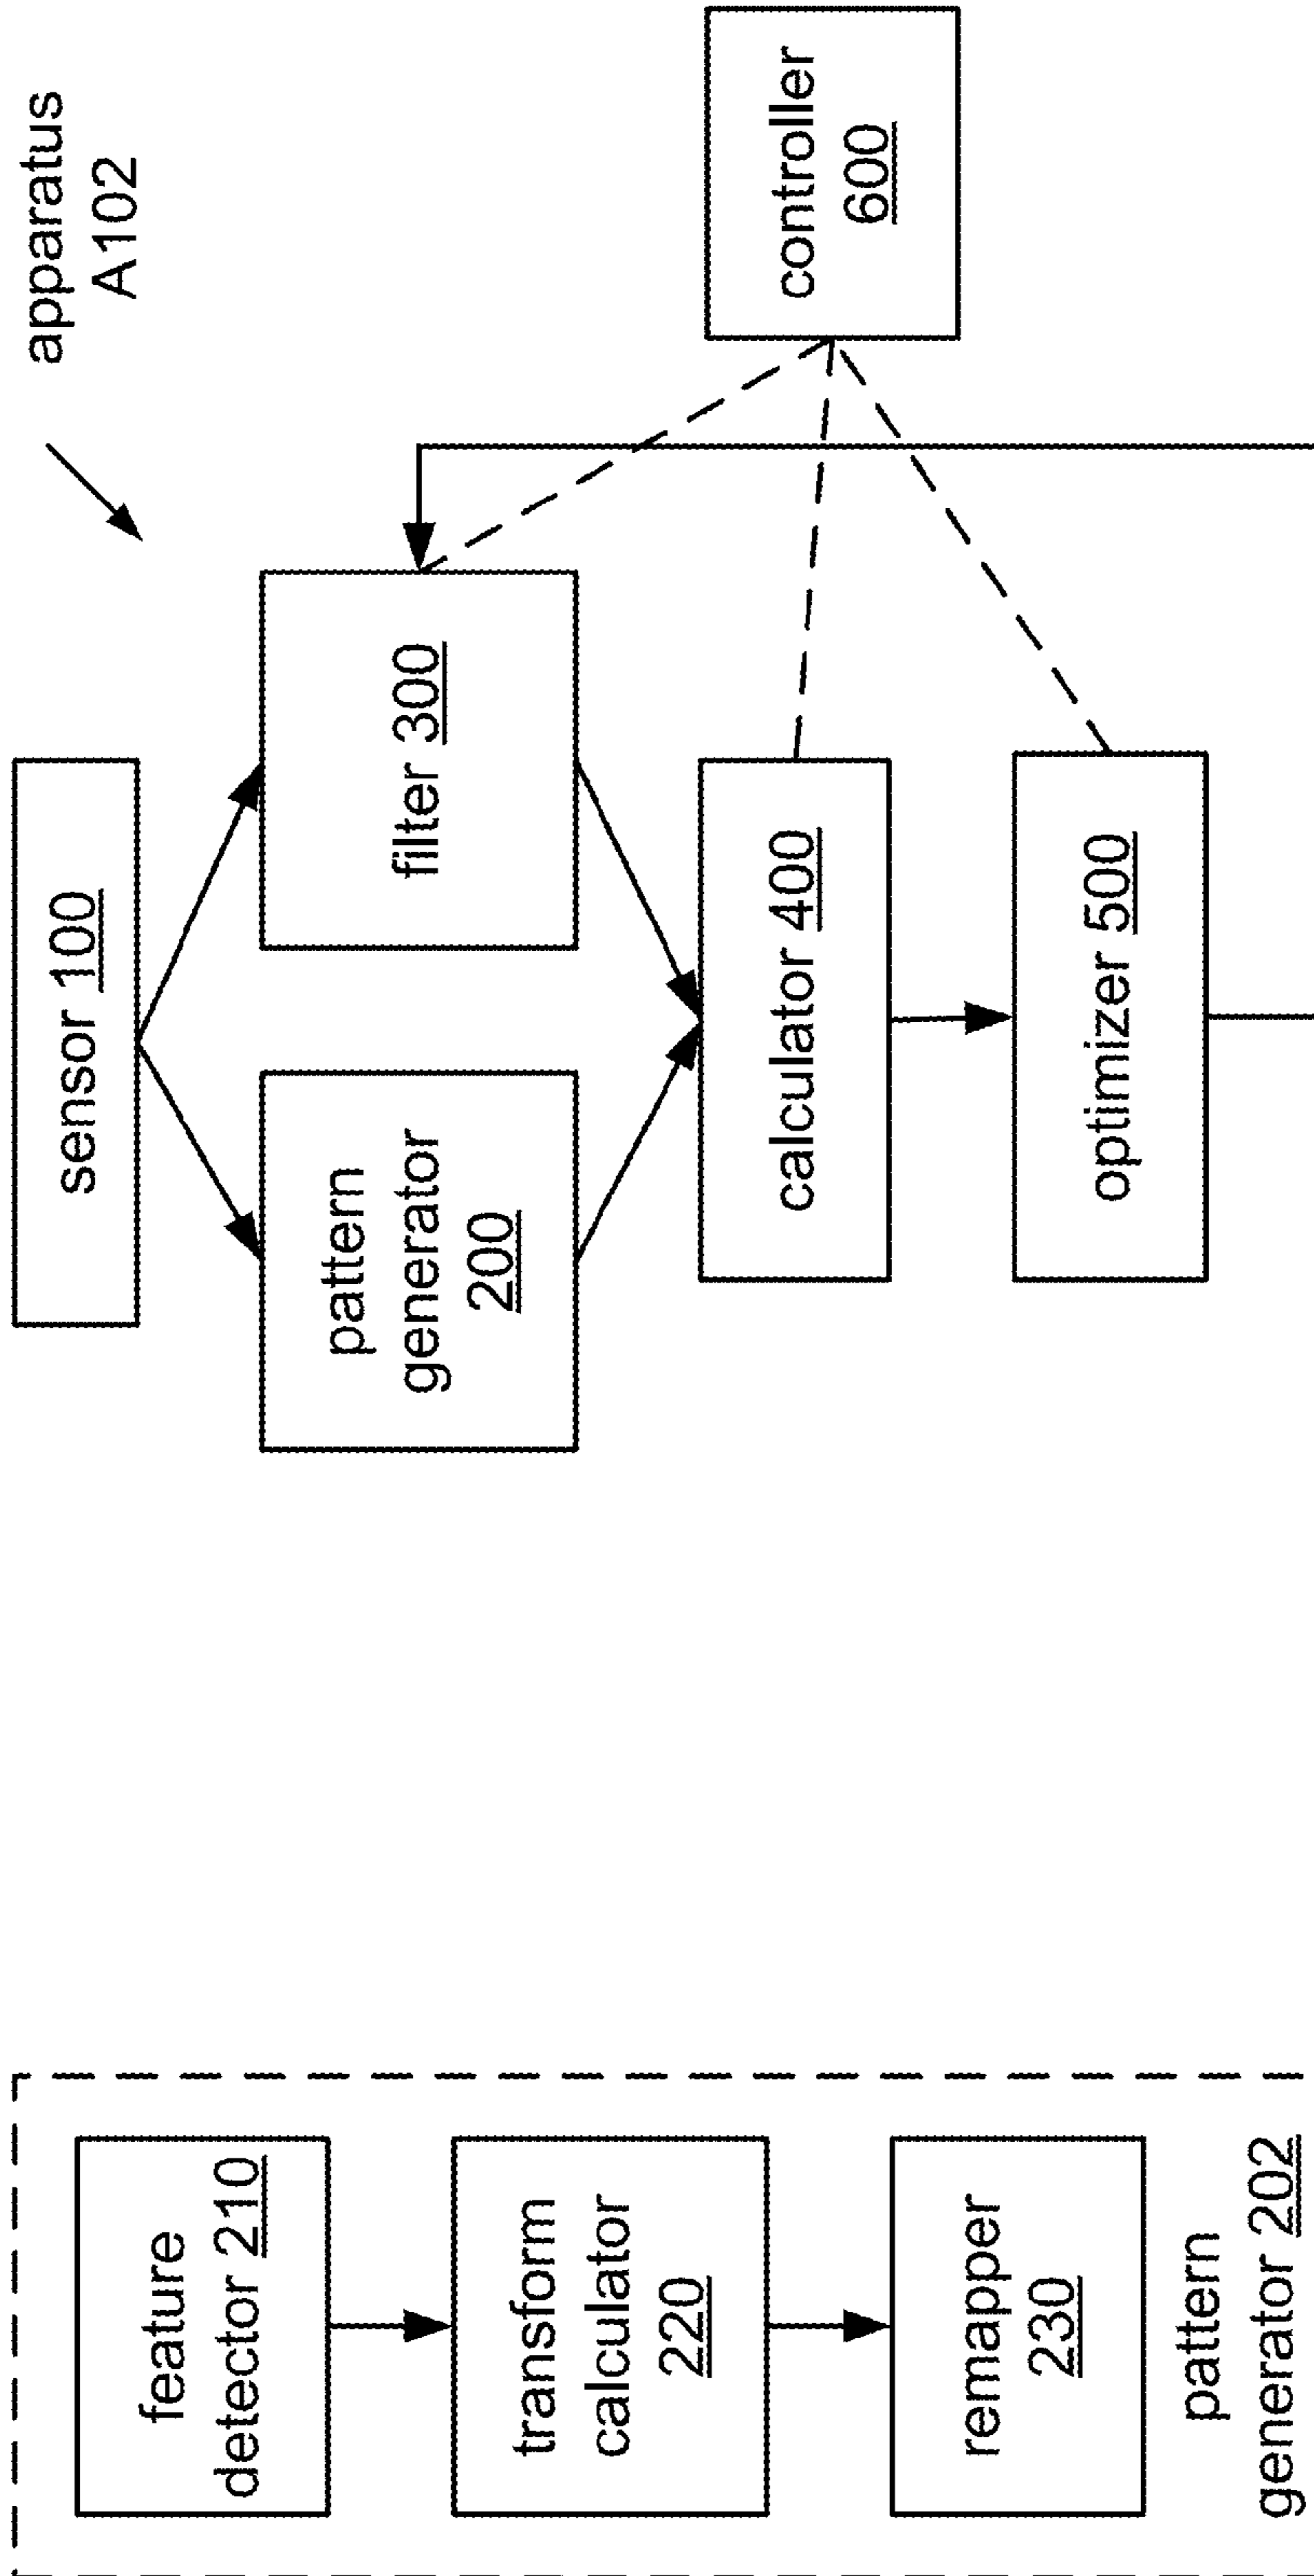 feature
detector 210
transform
calculator
220
remapper
230
pattern
generator 202
apparatus
A102
sensor 100
pattern
generator
200
filter 300
calculator 400
optimizer 500
controller
600